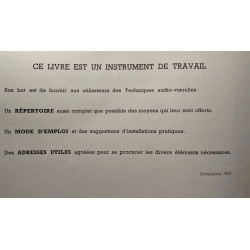 CE LIVRE EST UN INSTRUMENT DE TRAVAIL
Son but est de fournir aux utilisateurs des Techniques audio-visuelles :
Un RÉPERTOIRE aussi complet que possible des moyens qui leur sont offerts.
Un MODE D'EMPLOI et des suggestions d'installations pratiques.
Des ADRESSES UTILES agréées pour se procurer les divers éléments nécessaires.
Novembre